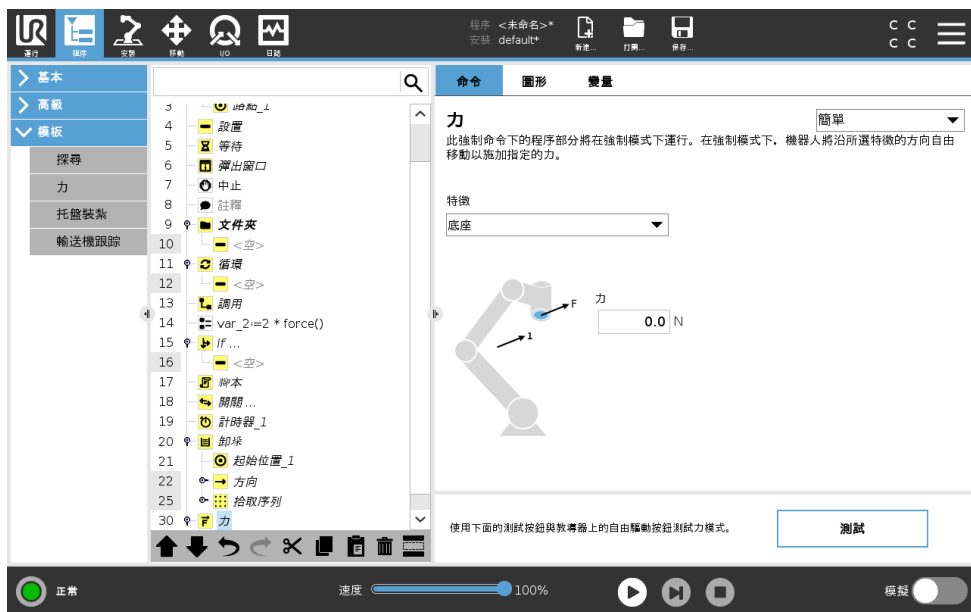 UR
運行
程序
安裝
移動
I/O
日誌
程序 <未命名>*
安裝 default*
新建...
打開...
保存...
C C
C C
基本
高級
模板
探尋
力
托盤裝紮
輸送機跟踪
3 路點_1
4 設置
5 等待
6 彈出窗口
7 中止
8 註釋
9 文件夾
10 <空>
11 循環
12 <空>
13 調用
14 var_2:=2 * force()
15 If ...
16 <空>
17 腳本
18 開關 ...
19 計時器_1
20 卸垛
21 起始位置_1
22 方向
25 拾取序列
30 力
命令 圖形 變量
力
簡單
此強制命令下的程序部分將在強制模式下運行。在強制模式下，機器人將沿所選特徵的方向自由
移動以施加指定的力。
特徵
底座
F
1
力
0.0 N
使用下面的測試按鈕與教導器上的自由驅動按鈕測試力模式。
測試
正常
速度
100%
模擬